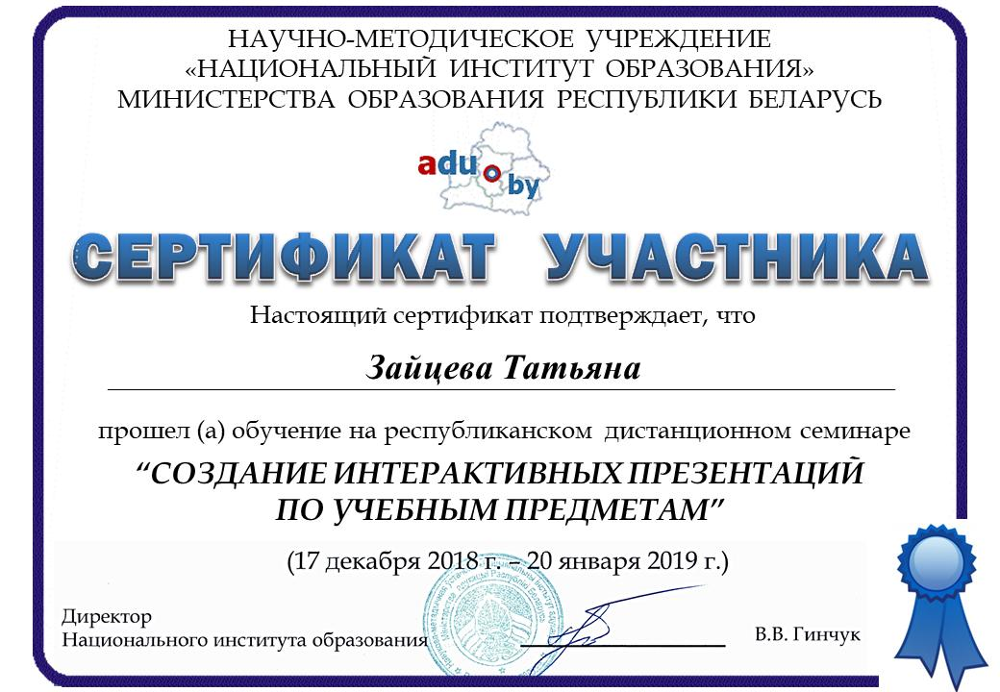 НАУЧНО-МЕТОДИЧЕСКОЕ УЧРЕЖДЕНИЕ
«НАЦИОНАЛЬНЫЙ ИНСТИТУТ ОБРАЗОВАНИЯ»
МИНИСТЕРСТВА ОБРАЗОВАНИЯ РЕСПУБЛИКИ БЕЛАРУСЬ
adu by
СЕРТИФИКАТ УЧАСТНИКА
Настоящий сертификат подтверждает, что
Зайцева Татьяна
прошел (а) обучение на республиканском дистанционном семинаре
“СОЗДАНИЕ ИНТЕРАКТИВНЫХ ПРЕЗЕНТАЦИЙ
ПО УЧЕБНЫМ ПРЕДМЕТАМ”
(17 декабря 2018 г. – 20 января 2019 г.)
Директор
Национального института образования
В.В. Гинчук